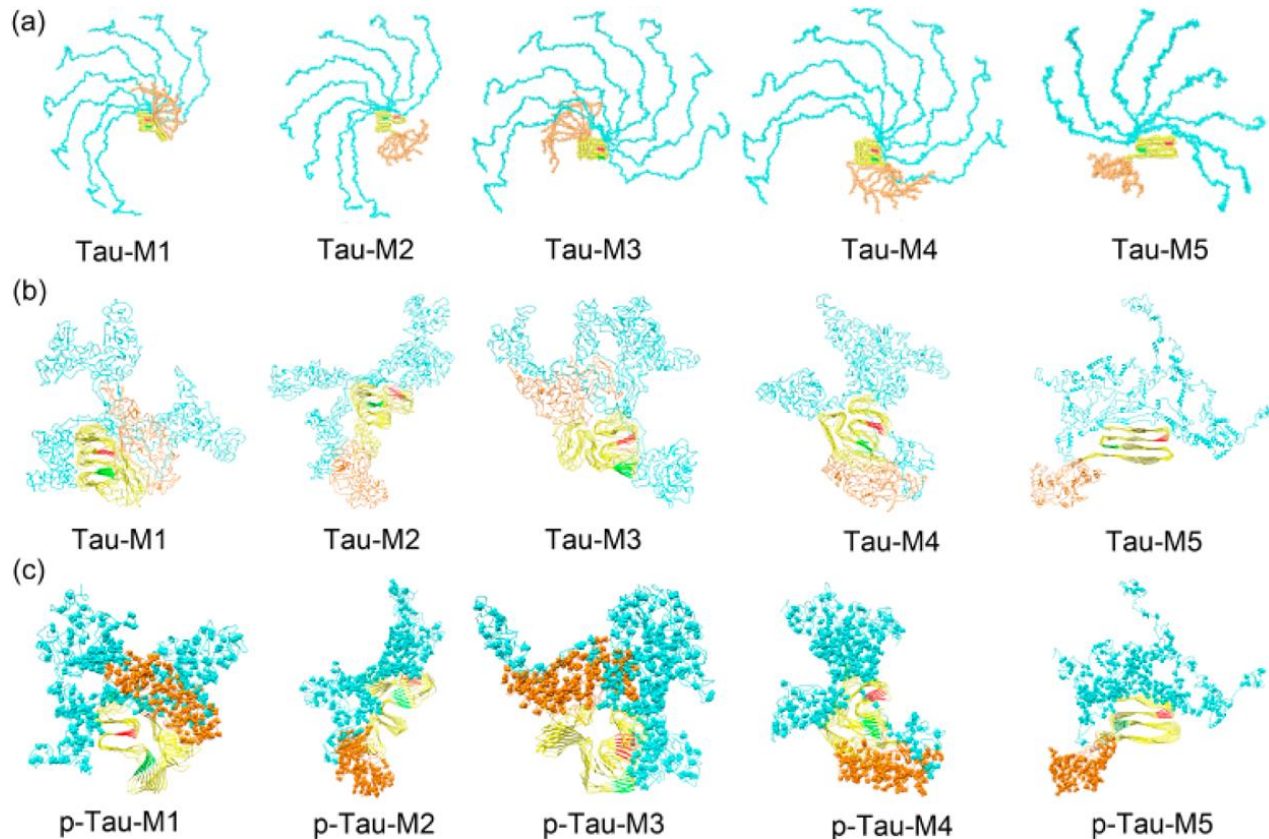 (a)
Tau-M1 Tau-M2 Tau-M3 Tau-M4 Tau-M5
(b)
Tau-M1 Tau-M2 Tau-M3 Tau-M4 Tau-M5
(c)
p-Tau-M1 p-Tau-M2 p-Tau-M3 p-Tau-M4 p-Tau-M5